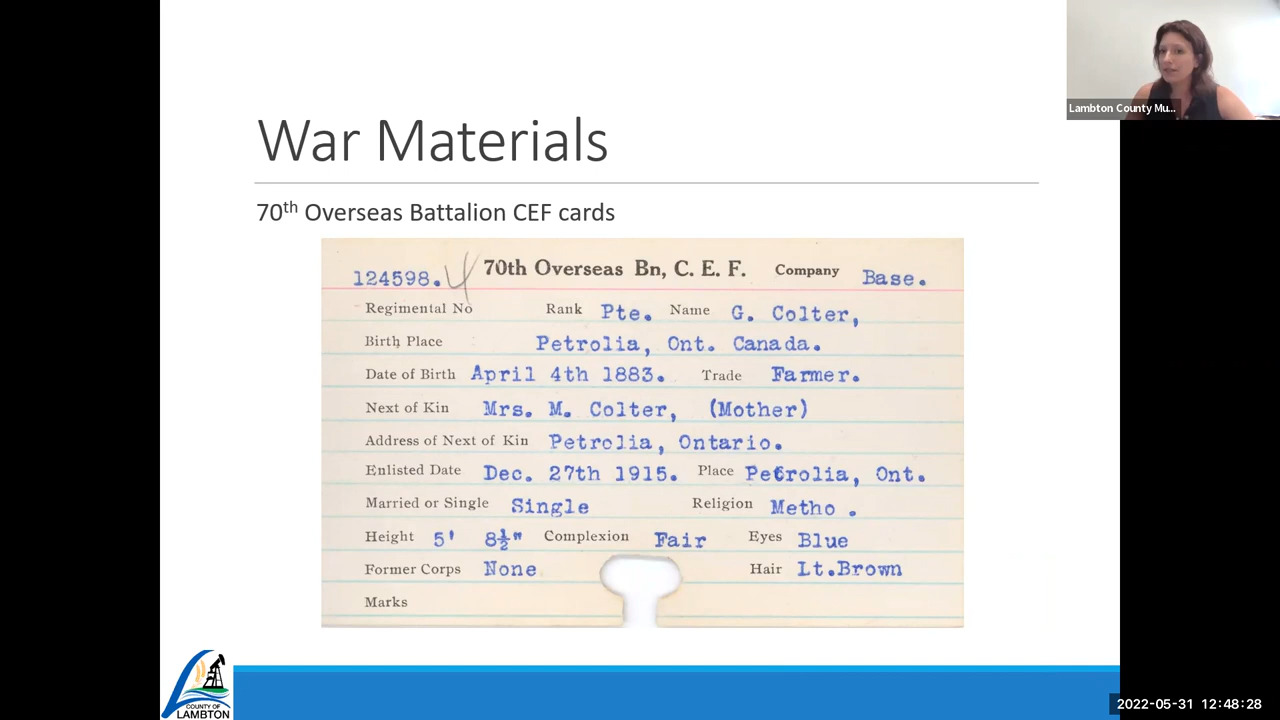 Lambton County Mu...
War Materials
70th Overseas Battalion CEF cards
124598. 70th Overseas Bn, C. E. F. Company Base.
Regimental No Rank Pte. Name G. Colter,
Birth Place Petrolia, Ont. Canada.
Date of Birth April 4th 1883. Trade Farmer.
Next of Kin Mrs. M. Colter, (Mother)
Address of Next of Kin Petrolia, Ontario.
Enlisted Date Dec. 27th 1915. Place Petrolia, Ont.
Married or Single Single Religion Metho .
Height 5' 8½" Complexion Fair Eyes Blue
Former Corps None Hair Lt.Brown
Marks
COUNTY OF
LAMBTON
2022-05-31 12:48:28